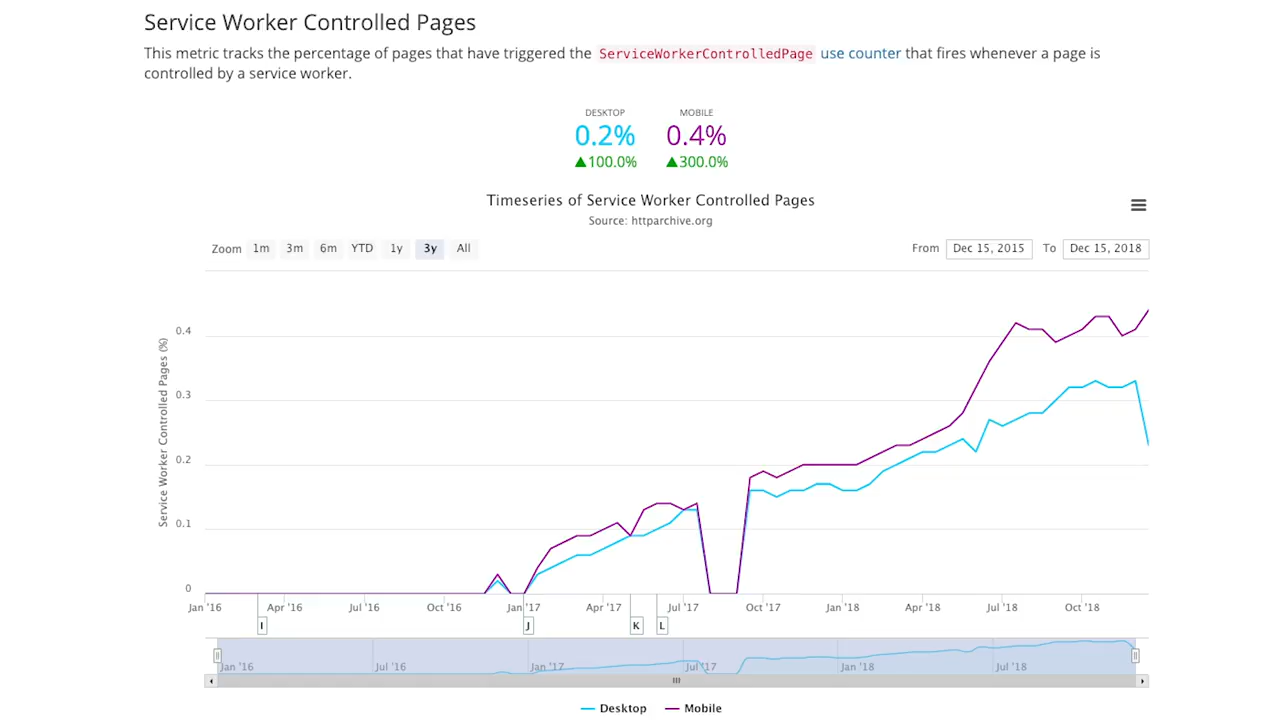 Service Worker Controlled Pages
This metric tracks the percentage of pages that have triggered the ServiceWorkerControlledPage use counter that fires whenever a page is
controlled by a service worker.
DESKTOP MOBILE
0.2% 0.4%
▲100.0% ▲300.0%
Timeseries of Service Worker Controlled Pages
Source: httparchive.org
Zoom 1m 3m 6m YTD 1y 3y All From Dec 15, 2015 To Dec 15, 2018
Service Worker Controlled Pages (%)
0.4
0.3
0.2
0.1
0
Jan '16 Apr '16 Jul '16 Oct '16 Jan '17 Apr '17 Jul '17 Oct '17 Jan '18 Apr '18 Jul '18 Oct '18
I J K L
Jan '16 Jul '16 Jan '17 Jul '17 Jan '18 Jul '18
Desktop Mobile